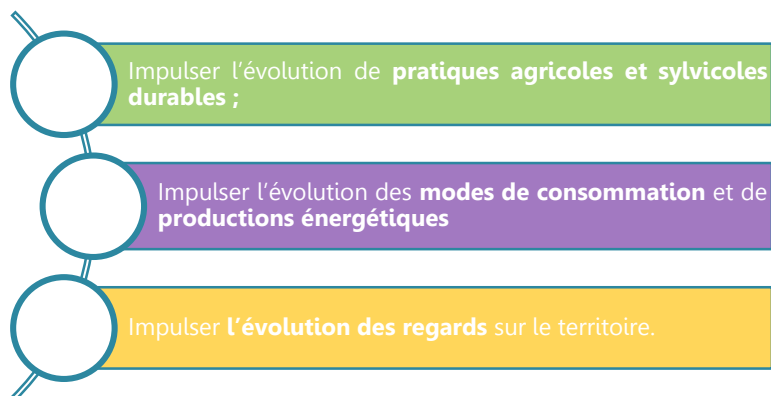 Impulser l’évolution de pratiques agricoles et sylvicoles
durables ;
Impulser l’évolution des modes de consommation et de
productions énergétiques
Impulser l’évolution des regards sur le territoire.